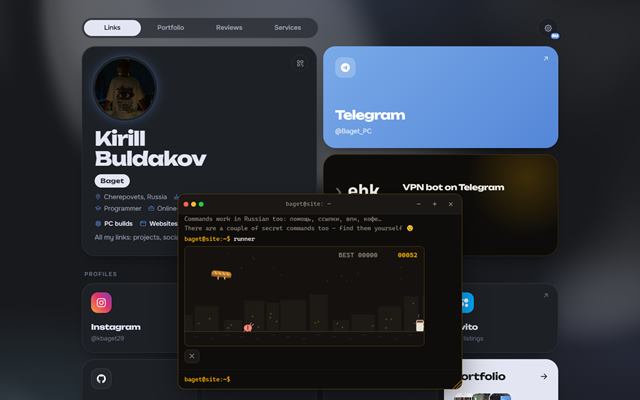 Links
Portfolio
Reviews
Services
RU
Kirill
Buldakov
Baget
Cherepovets, Russia
Programmer
Online
PC builds
Websites
All my links: projects, socia
Telegram
@Baget_PC
ehk
VPN bot on Telegram
baget@site: ~
Commands work in Russian too: помощь, ссылки, впн, кофе…
There are a couple of secret commands too — find them yourself 😉
baget@site:~$ runner
BEST 00000
00052
baget@site:~$
PROFILES
Instagram
@kbaget29
vito
listings
ortfolio